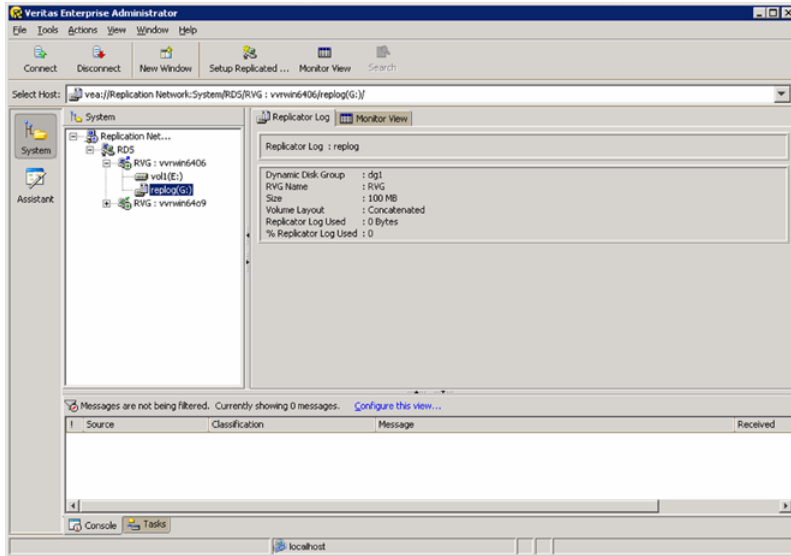 Veritas Enterprise Administrator
File Tools Actions View Window Help
Connect Disconnect New Window Setup Replicated ... Monitor View Search
Select Host: vea://Replication Network:System/RDS/RVG : vvrwin6406/replog(G:)/
System
Assistant
System
Replication Net...
RDS
RVG : vvrwin6406
vol1(E:)
replog(G:)
RVG : vvrwin64o9
Replicator Log Monitor View
Replicator Log : replog
Dynamic Disk Group : dg1
RVG Name : RVG
Size : 100 MB
Volume Layout : Concatenated
Replicator Log Used : 0 Bytes
% Replicator Log Used : 0
Messages are not being filtered. Currently showing 0 messages. Configure this view...
! Source Classification Message Received
Console Tasks
localhost